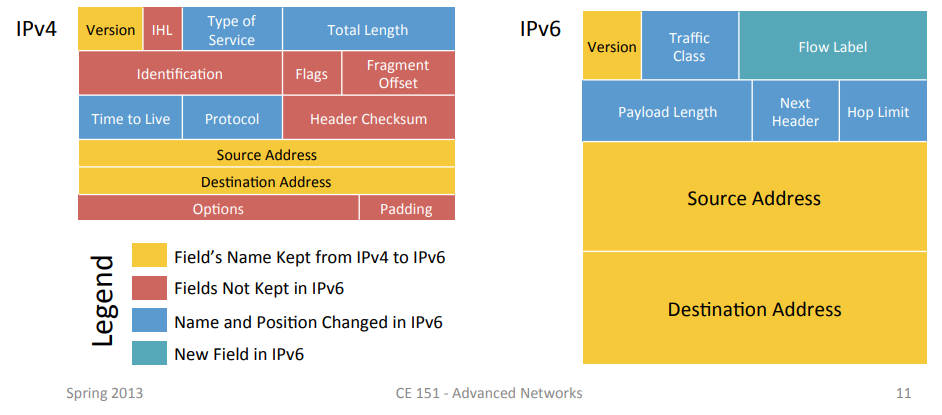 IPv4
Version
IHL
Type of
Service
Total Length
Identification
Flags
Fragment
Offset
Time to Live
Protocol
Header Checksum
Source Address
Destination Address
Options
Padding
IPv6
Version
Traffic
Class
Flow Label
Payload Length
Next
Header
Hop Limit
Source Address
Destination Address
Legend
Field's Name Kept from IPv4 to IPv6
Fields Not Kept in IPv6
Name and Position Changed in IPv6
New Field in IPv6
Spring 2013
CE 151 - Advanced Networks
11